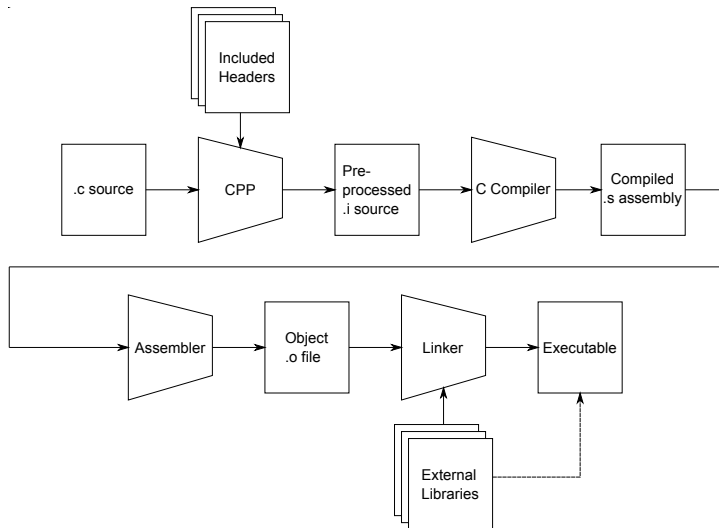 Included
Headers
.c source
CPP
Pre-
processed
.i source
C Compiler
Compiled
.s assembly
Assembler
Object
.o file
Linker
Executable
External
Libraries